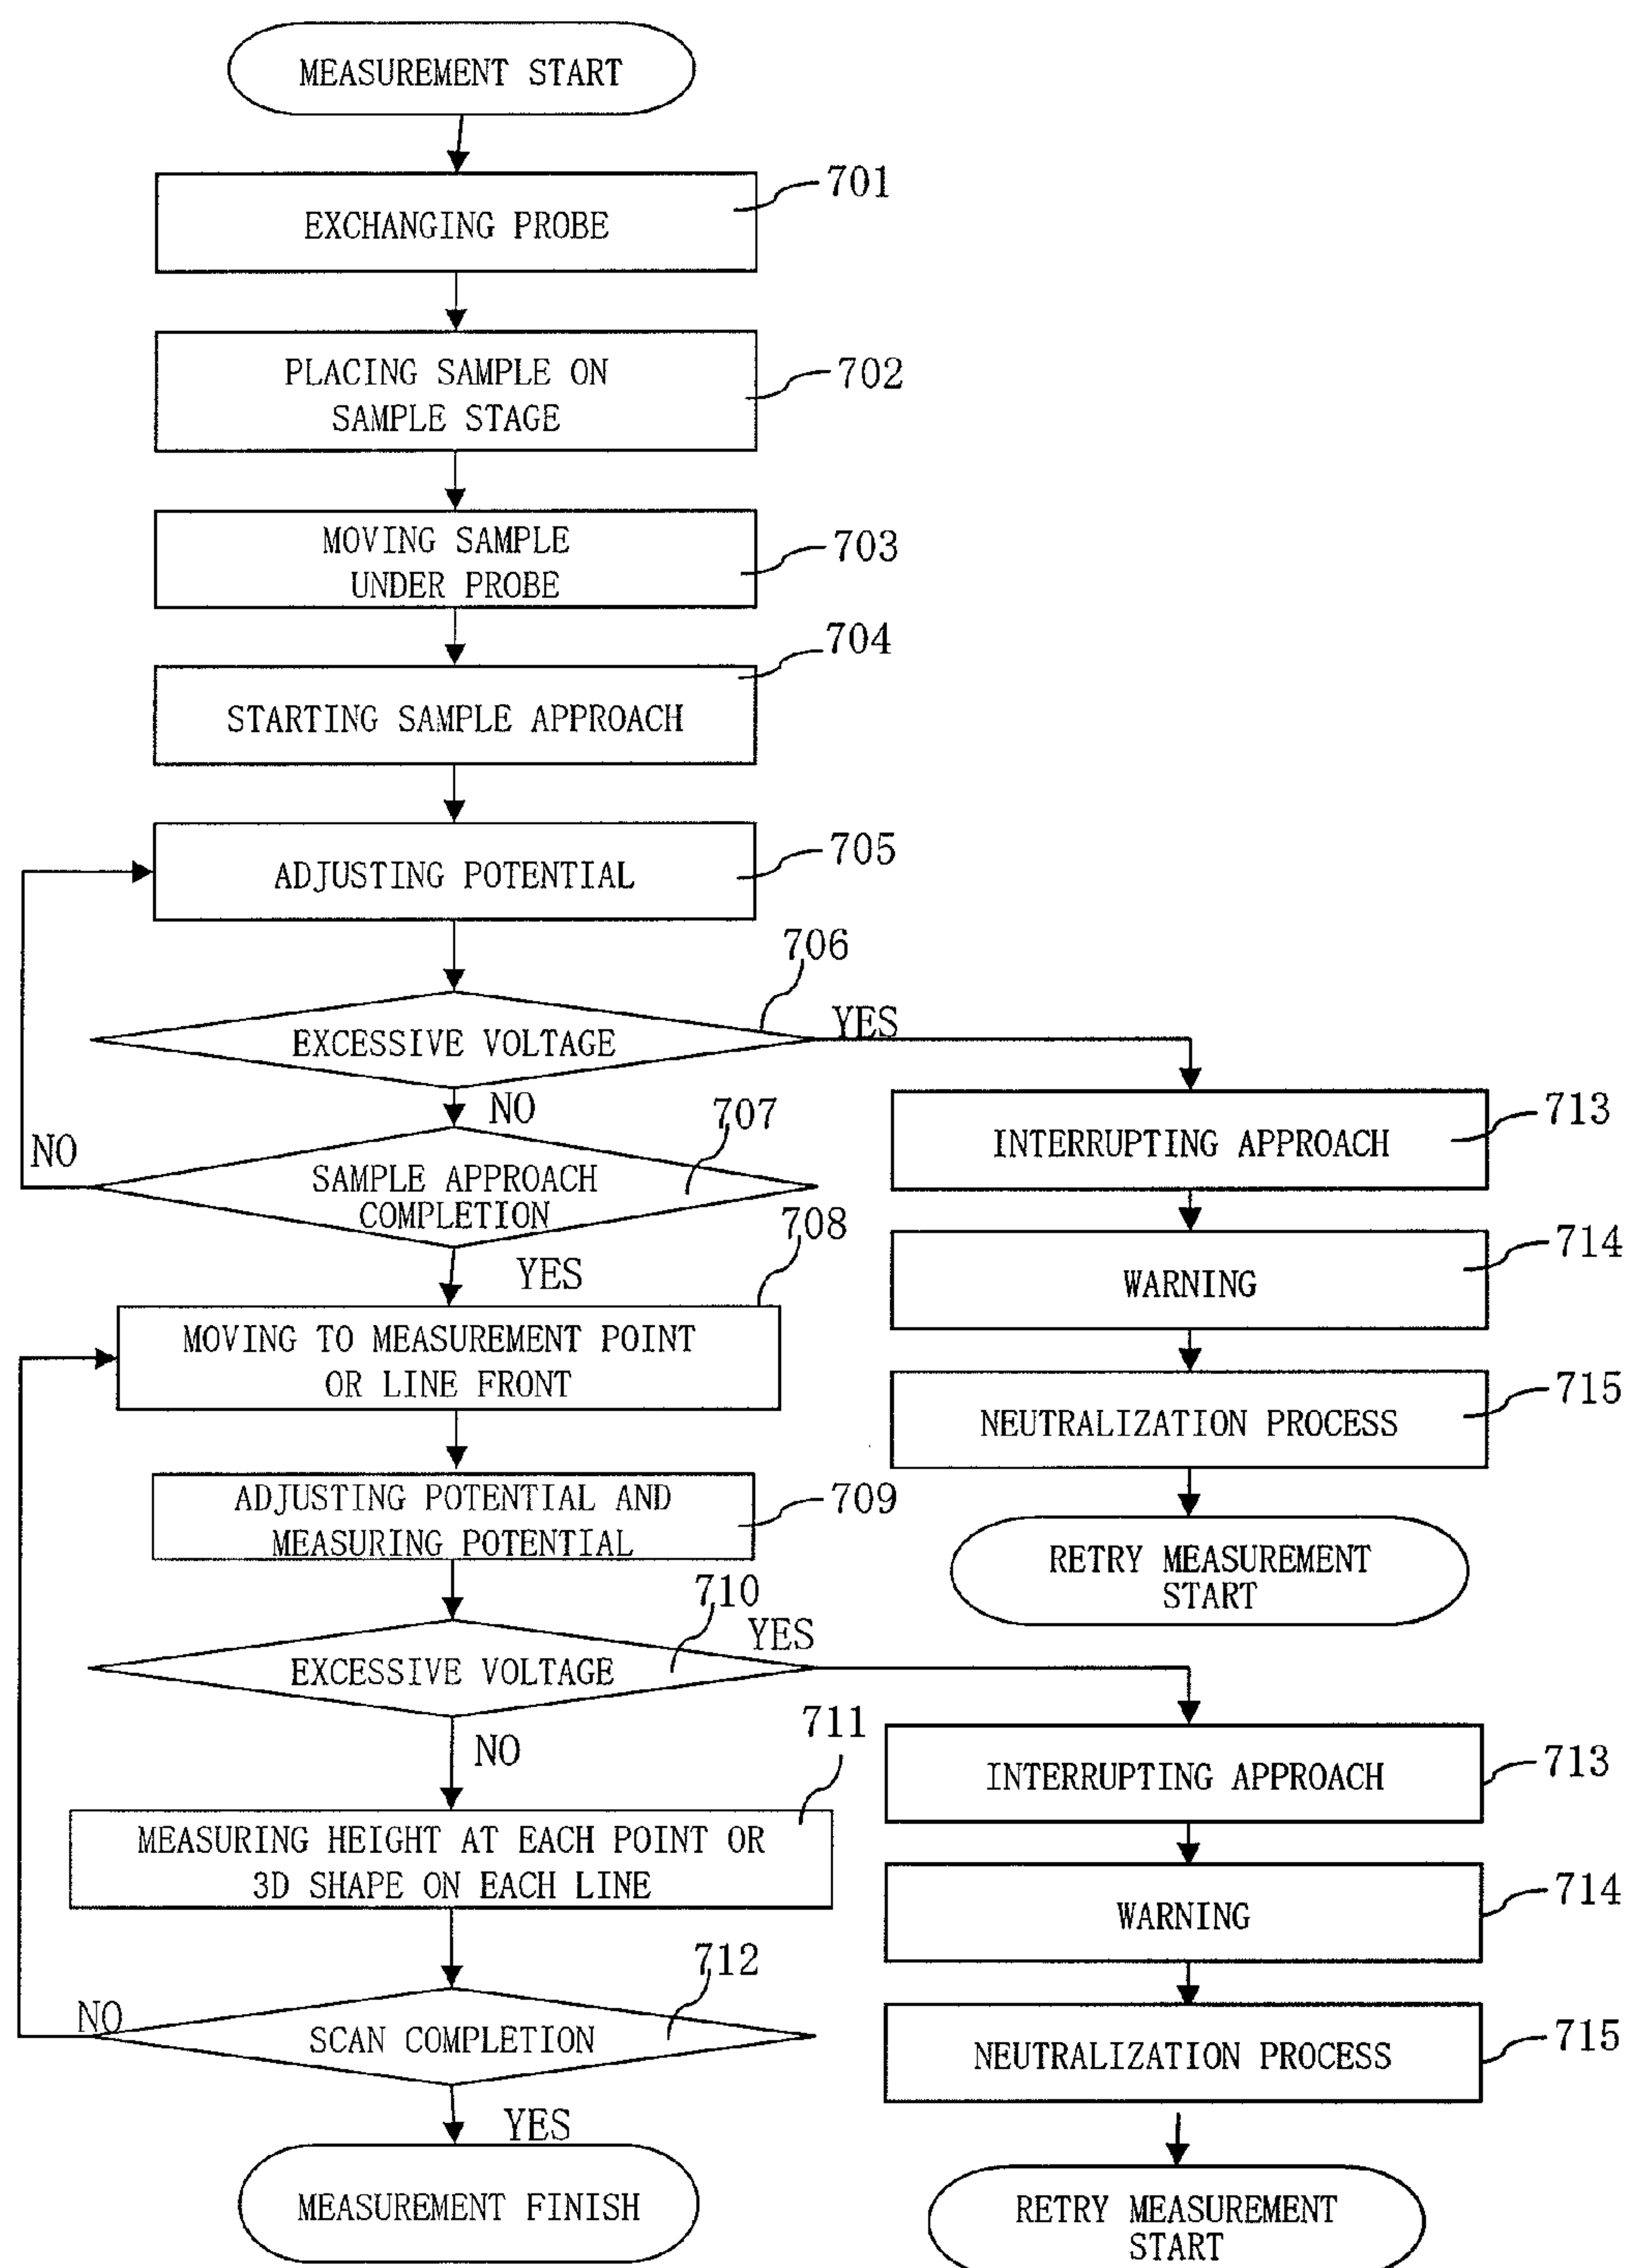 MEASUREMENT START
701
EXCHANGING PROBE
702
PLACING SAMPLE ON
SAMPLE STAGE
703
MOVING SAMPLE
UNDER PROBE
704
STARTING SAMPLE APPROACH
705
ADJUSTING POTENTIAL
706
EXCESSIVE VOLTAGE
YES
NO
707
NO
SAMPLE APPROACH
COMPLETION
YES
708
MOVING TO MEASUREMENT POINT
OR LINE FRONT
709
ADJUSTING POTENTIAL AND
MEASURING POTENTIAL
710
YES
EXCESSIVE VOLTAGE
NO
711
MEASURING HEIGHT AT EACH POINT OR
3D SHAPE ON EACH LINE
712
NO
SCAN COMPLETION
YES
MEASUREMENT FINISH
713
INTERRUPTING APPROACH
714
WARNING
715
NEUTRALIZATION PROCESS
RETRY MEASUREMENT
START
713
INTERRUPTING APPROACH
714
WARNING
715
NEUTRALIZATION PROCESS
RETRY MEASUREMENT
START